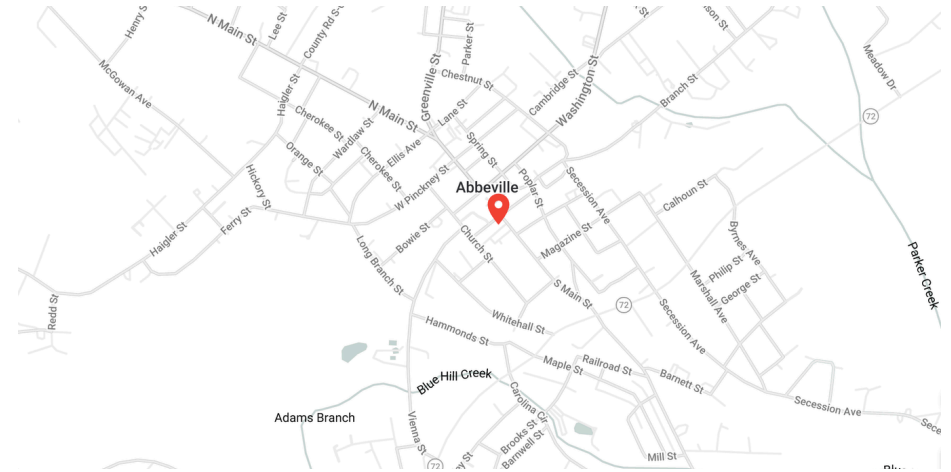 Henry St
N Main St
Lee St
County Rd S-
Parker St
Greenville St
Chestnut St
McGowan Ave
Haigler St
N Main St
Lane St
Cambridge St
Washington St
Branch St
son St
Meadow Dr
72
Cherokee St
Wardlaw St
Ellis Ave
Spring St
Orange St
Cherokee St
Hickory St
W Pinckney St
Abbeville
Poplar St
Secession Ave
Calhoun St
Ferry St
Haigler St
Bowie St
Church St
Magazine St
Byrnes Ave
Long Branch St
Philip St
George St
Parker Creek
Marshall Ave
Redd St
S Main St
72
Secession Ave
Hammonds St
Whitehall St
Maple St
Railroad St
Barnett St
Blue Hill Creek
Carolina Cir
Adams Branch
Vienna St
Brooks St
Barnwell St
Secession Ave
Sece
Mill St
72
ey St